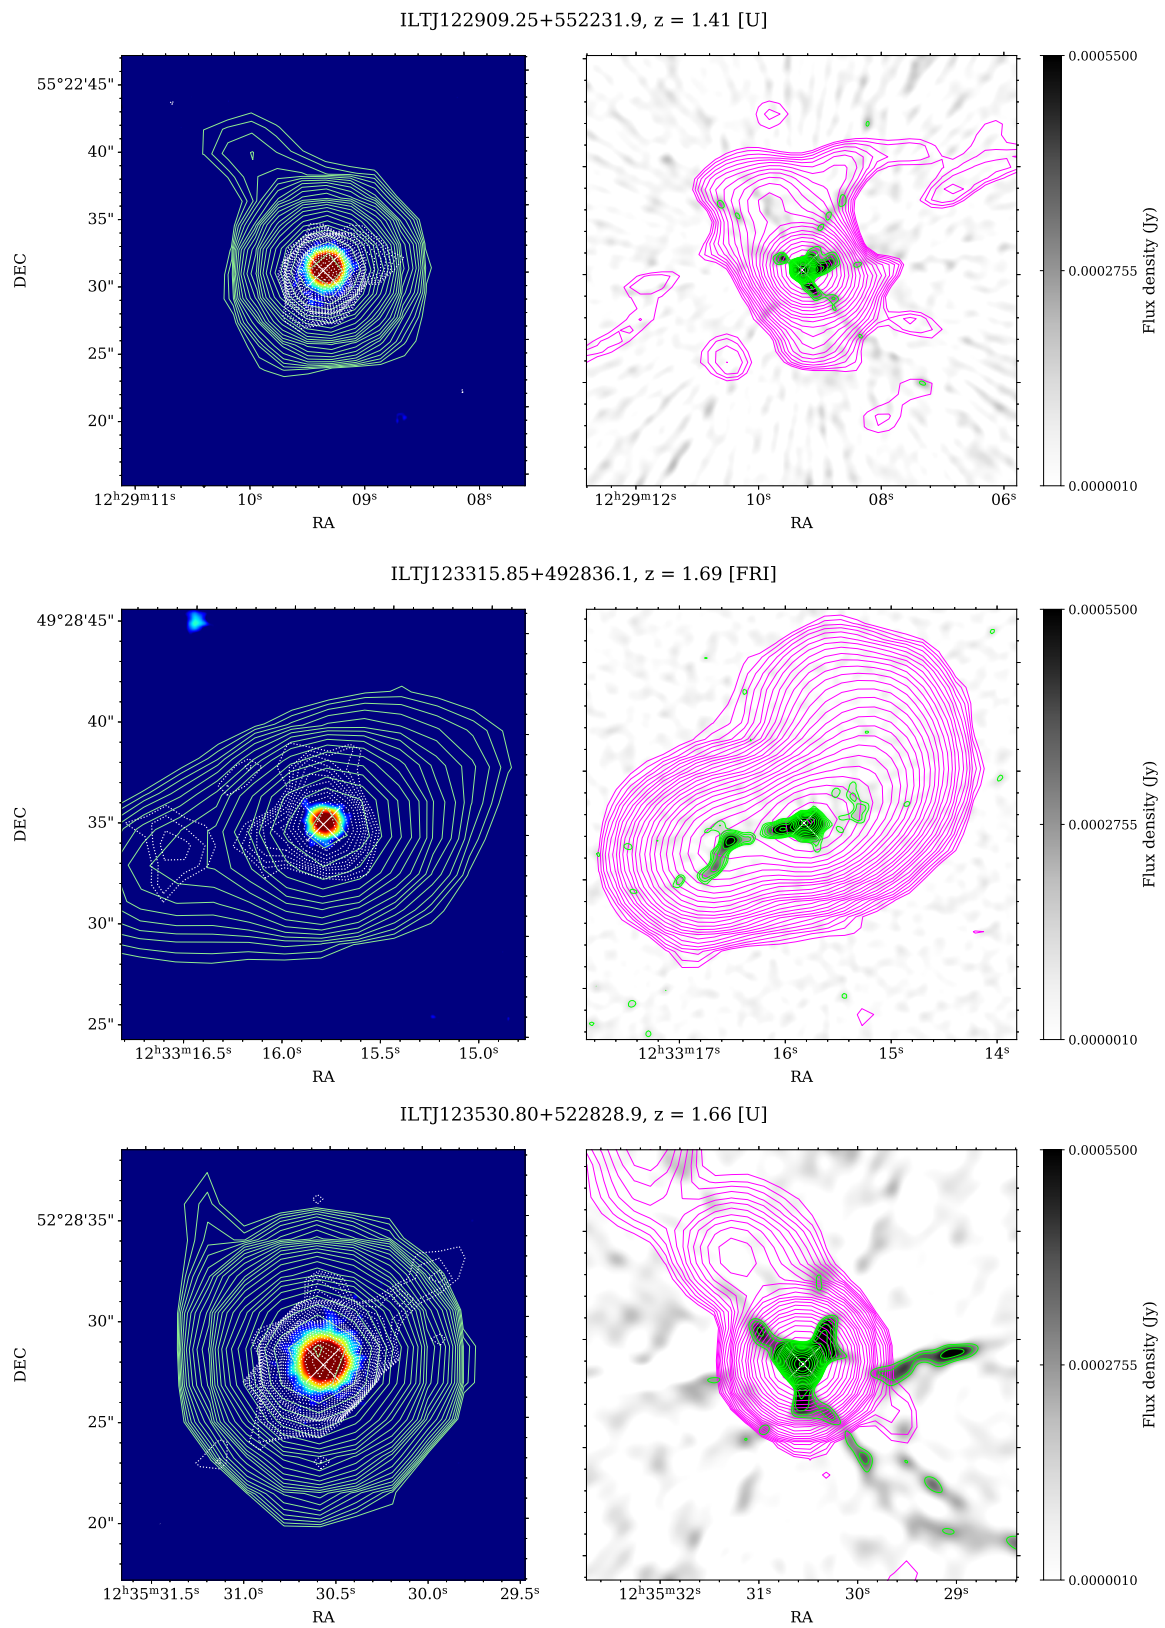 ILTJ122909.25+552231.9, z = 1.41 [U]
55°22'45"
40"
35"
30"
25"
20"
DEC
12ʰ29ᵐ11ˢ 10ˢ 09ˢ 08ˢ
RA
12ʰ29ᵐ12ˢ 10ˢ 08ˢ 06ˢ
RA
0.0005500
0.0002755
0.0000010
Flux density (Jy)
ILTJ123315.85+492836.1, z = 1.69 [FRI]
49°28'45"
40"
35"
30"
25"
DEC
12ʰ33ᵐ16.5ˢ 16.0ˢ 15.5ˢ 15.0ˢ
RA
12ʰ33ᵐ17ˢ 16ˢ 15ˢ 14ˢ
RA
0.0005500
0.0002755
0.0000010
Flux density (Jy)
ILTJ123530.80+522828.9, z = 1.66 [U]
52°28'35"
30"
25"
20"
DEC
12ʰ35ᵐ31.5ˢ 31.0ˢ 30.5ˢ 30.0ˢ 29.5ˢ
RA
12ʰ35ᵐ32ˢ 31ˢ 30ˢ 29ˢ
RA
0.0005500
0.0002755
0.0000010
Flux density (Jy)